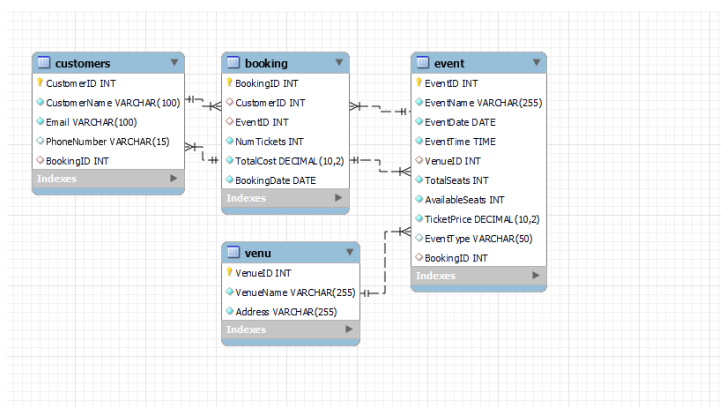 customers
CustomerID INT
CustomerName VARCHAR(100)
Email VARCHAR(100)
PhoneNumber VARCHAR(15)
BookingID INT
Indexes
booking
BookingID INT
CustomerID INT
EventID INT
NumTickets INT
TotalCost DECIMAL(10,2)
BookingDate DATE
Indexes
event
EventID INT
EventName VARCHAR(255)
EventDate DATE
EventTime TIME
VenueID INT
TotalSeats INT
AvailableSeats INT
TicketPrice DECIMAL(10,2)
EventType VARCHAR(50)
BookingID INT
Indexes
venu
VenueID INT
VenueName VARCHAR(255)
Address VARCHAR(255)
Indexes